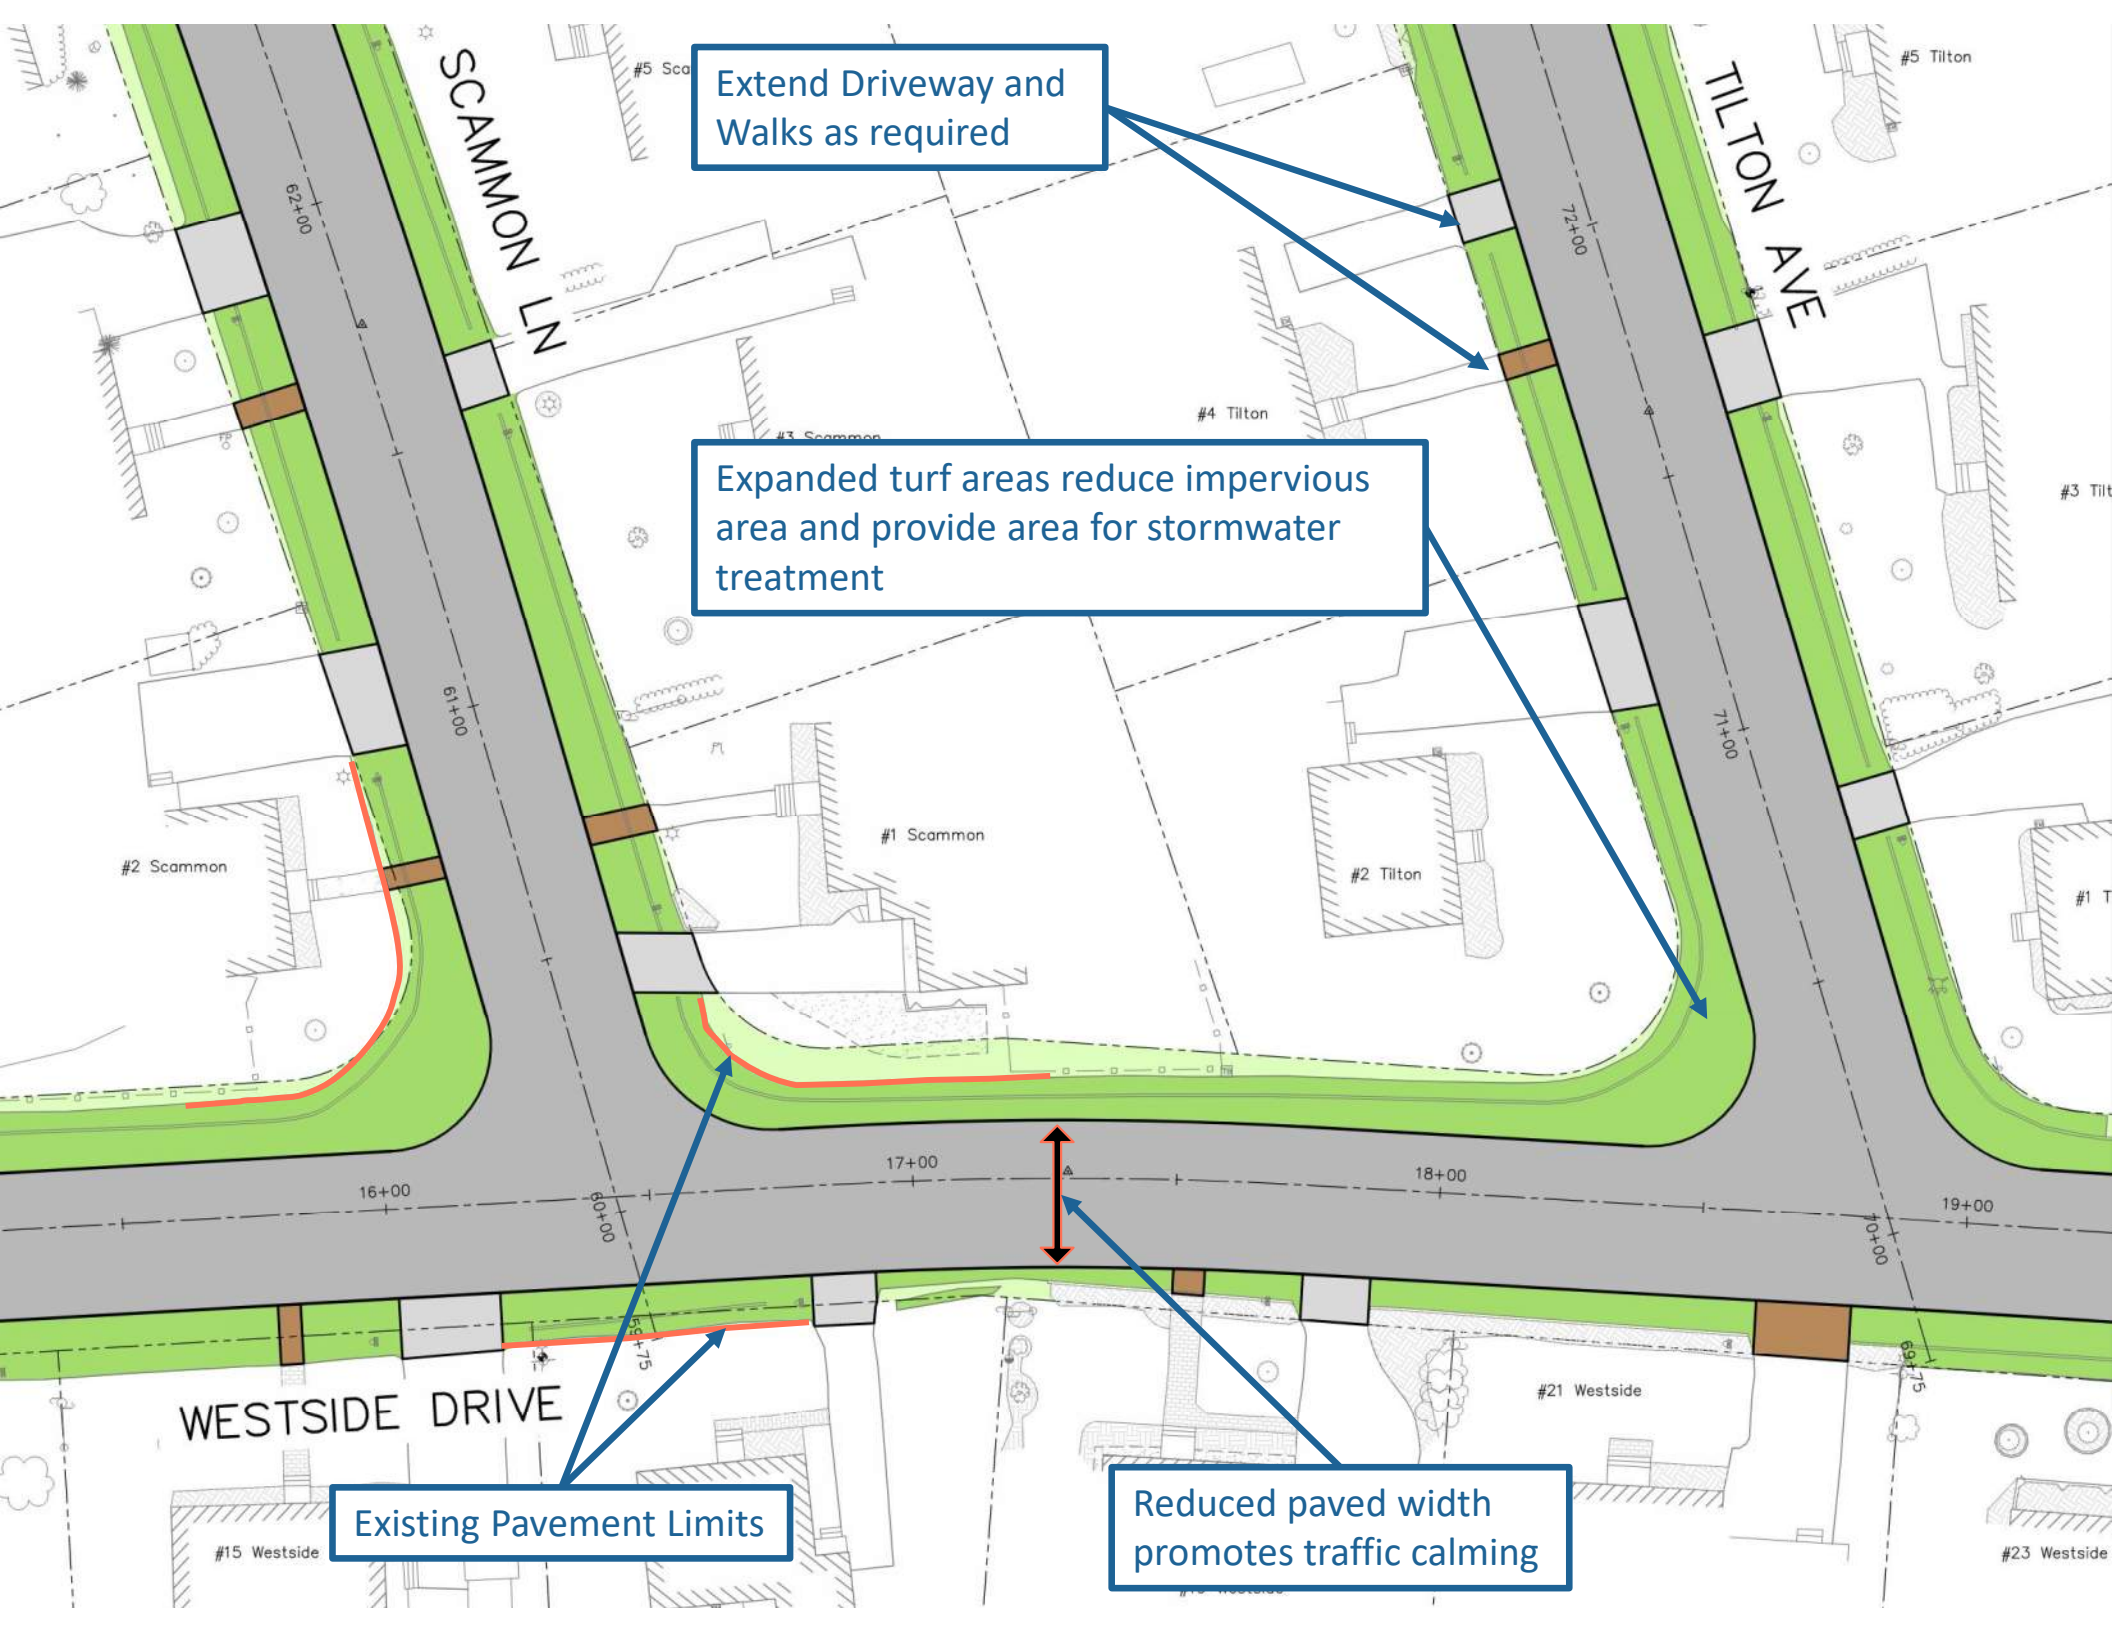 SCAMMON LN
TILTON AVE
#5 Tilton
Extend Driveway and
Walks as required
62+00
72+00
#4 Tilton
#3 Scammon
Expanded turf areas reduce impervious
area and provide area for stormwater
treatment
61+00
71+00
#1 Scammon
#2 Scammon
#2 Tilton
17+00
18+00
16+00
60+00
19+00
70+00
59+75
69+75
WESTSIDE DRIVE
#21 Westside
Existing Pavement Limits
Reduced paved width
promotes traffic calming
#15 Westside
#23 Westside